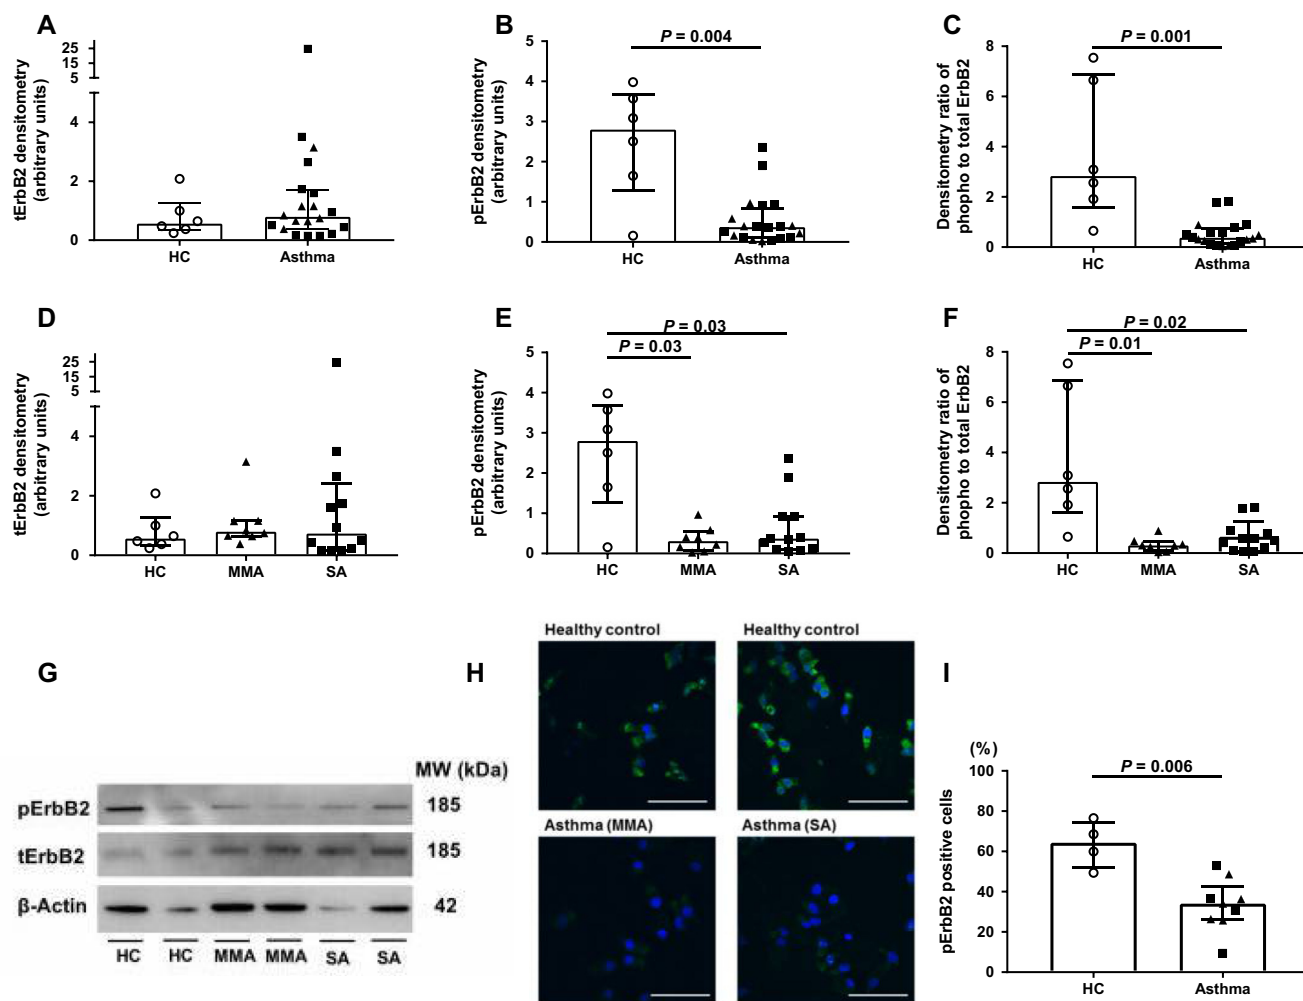 A
tErbB2 densitometry
(arbitrary units)
25
15
5
4
2
0
HC
Asthma
B
pErbB2 densitometry
(arbitrary units)
P = 0.004
5
4
3
2
1
0
HC
Asthma
C
Densitometry ratio of
phospho to total ErbB2
P = 0.001
8
6
4
2
0
HC
Asthma
D
tErbB2 densitometry
(arbitrary units)
25
15
5
4
2
0
HC
MMA
SA
E
pErbB2 densitometry
(arbitrary units)
P = 0.03
P = 0.03
5
4
3
2
1
0
HC
MMA
SA
F
Densitometry ratio of
phospho to total ErbB2
P = 0.02
P = 0.01
8
6
4
2
0
HC
MMA
SA
G
MW (kDa)
pErbB2
185
tErbB2
185
β-Actin
42
HC
HC
MMA
MMA
SA
SA
H
Healthy control
Healthy control
Asthma (MMA)
Asthma (SA)
I
(%)
pErbB2 positive cells
P = 0.006
100
80
60
40
20
0
HC
Asthma